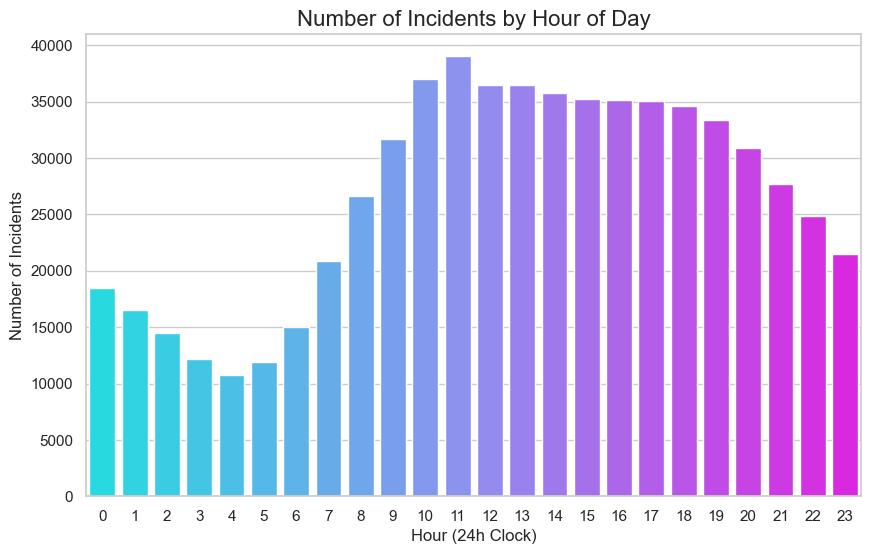 Number of Incidents by Hour of Day
Number of Incidents
40000
35000
30000
25000
20000
15000
10000
5000
0
0 1 2 3 4 5 6 7 8 9 10 11 12 13 14 15 16 17 18 19 20 21 22 23
Hour (24h Clock)